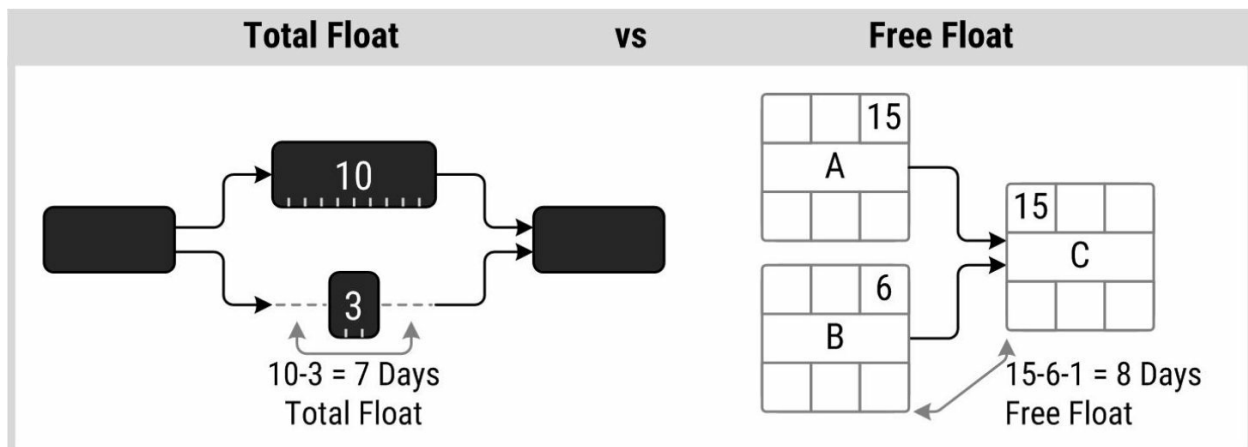 Total Float vs Free Float
10
3
10-3 = 7 Days
Total Float
15
A
6
B
15
C
15-6-1 = 8 Days
Free Float